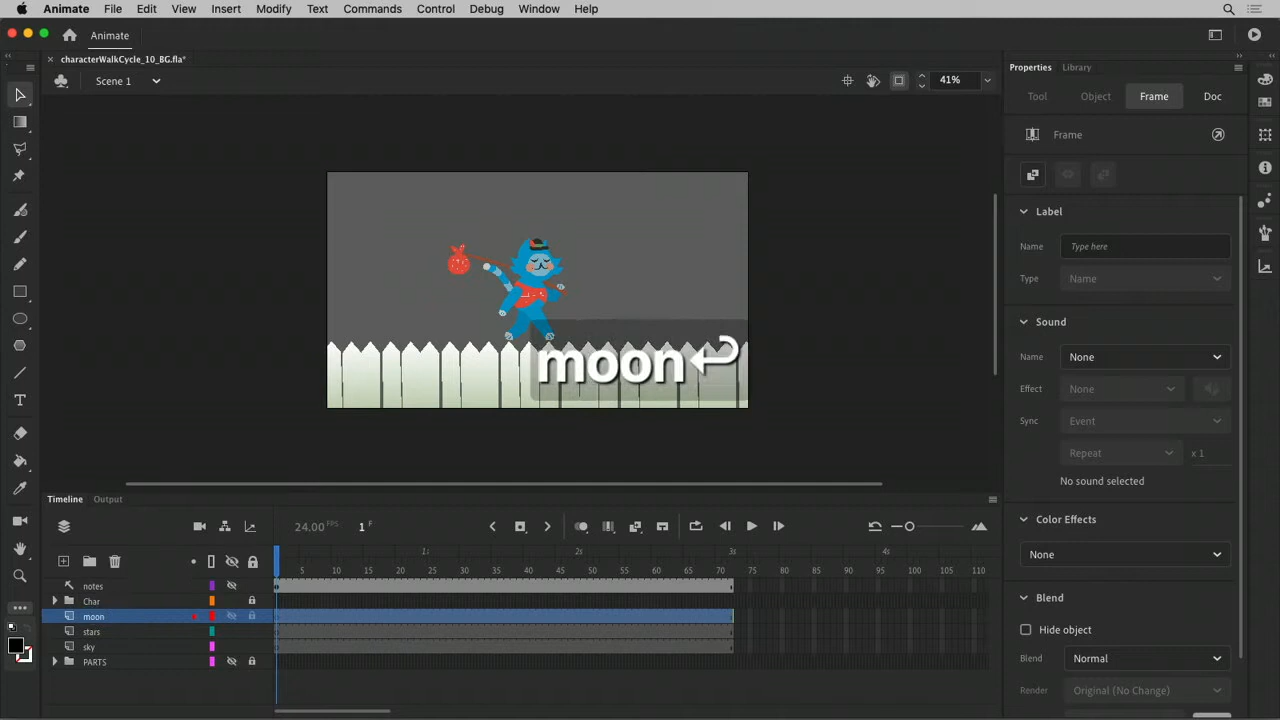 Animate File Edit View Insert Modify Text Commands Control Debug Window Help
Animate
characterWalkCycle_10_BG.fla*
Scene 1
41%
Properties Library
Tool Object Frame Doc
Frame
Label
Name Type here
Type Name
Sound
Name None
Effect None
Sync Event
Repeat x 1
No sound selected
Color Effects
None
Blend
Hide object
Blend Normal
Render Original (No Change)
moon
Timeline Output
24.00 FPS 1 F
1s 2s 3s 4s
5 10 15 20 25 30 35 40 45 50 55 60 65 70 75 80 85 90 95 100 105 110
notes
Char
moon
stars
sky
PARTS